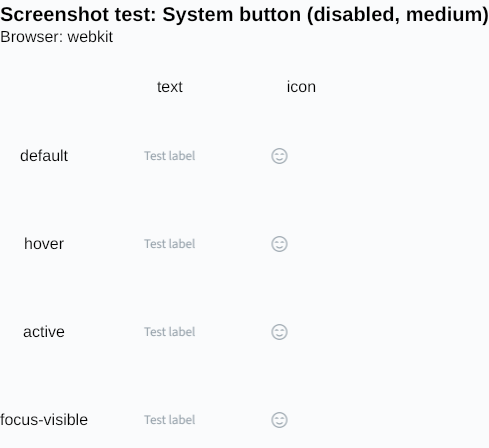 Screenshot test: System button (disabled, medium)
Browser: webkit
text icon
default Test label
hover Test label
active Test label
focus-visible Test label